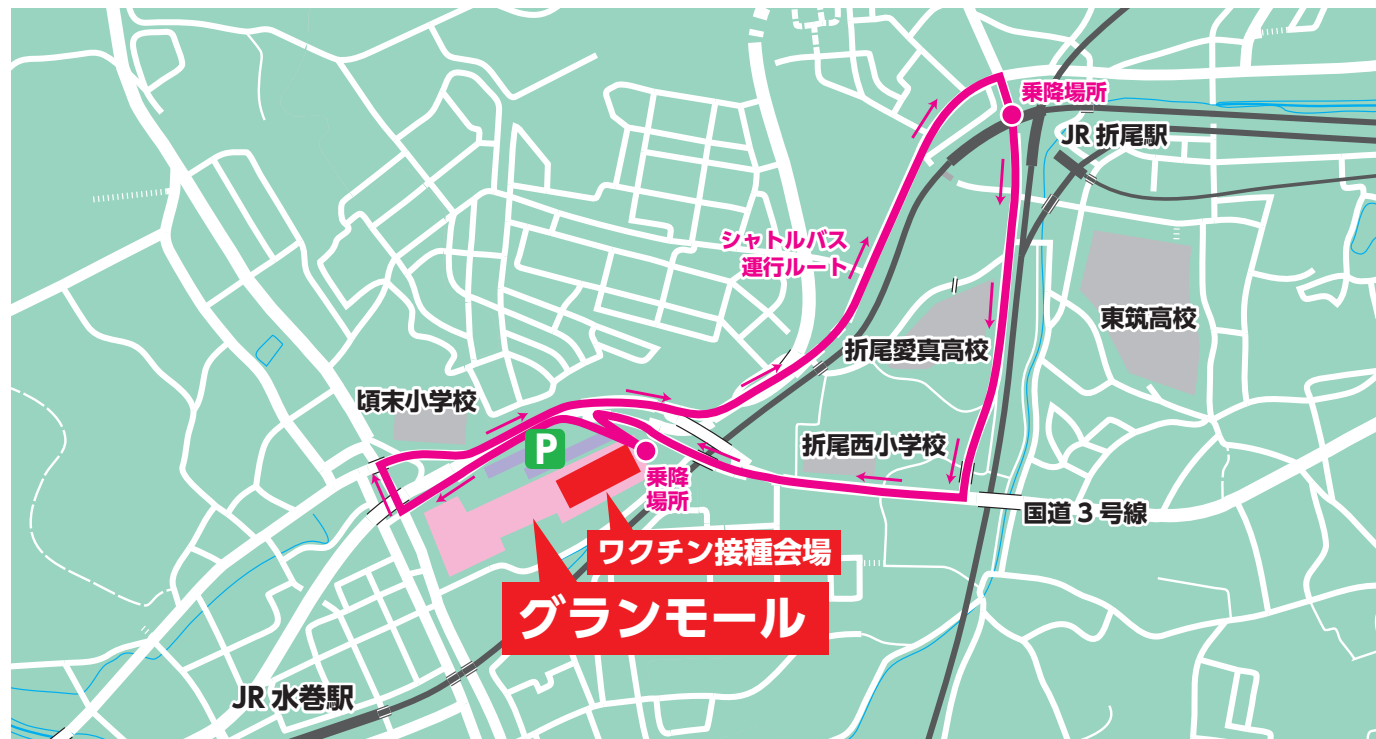 乗降場所
JR 折尾駅
シャトルバス
運行ルート
東筑高校
折尾愛真高校
頃末小学校
P
折尾西小学校
乗降
場所
国道 3 号線
ワクチン接種会場
グランモール
JR 水巻駅